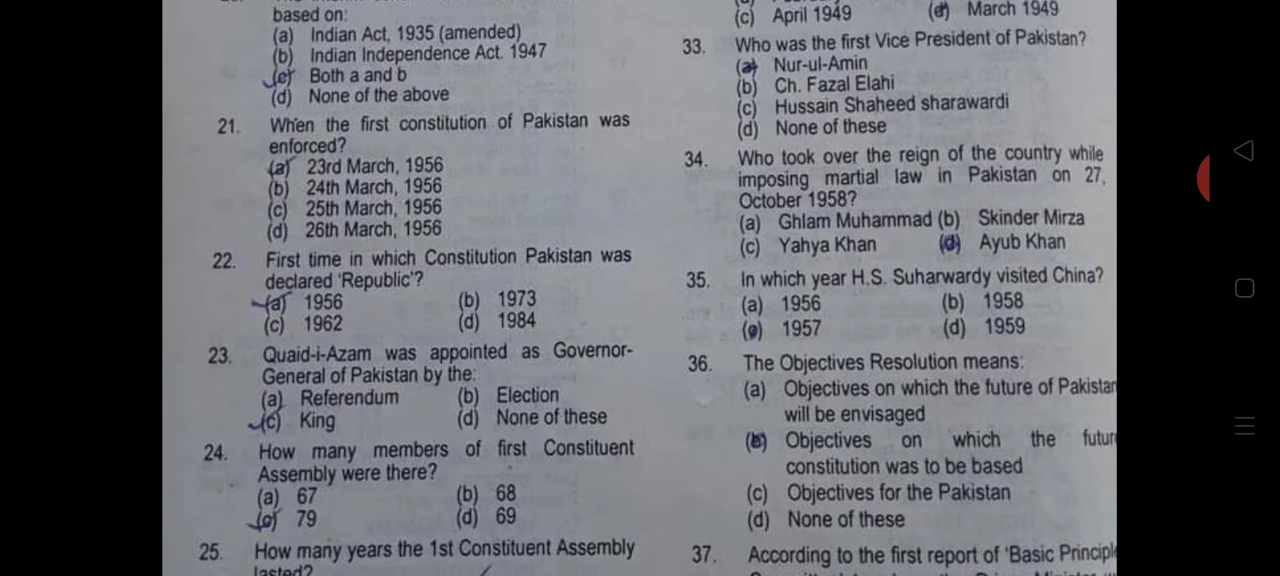 based on:
(a) Indian Act, 1935 (amended)
(b) Indian Independence Act. 1947
(c) Both a and b
(d) None of the above
21. When the first constitution of Pakistan was
enforced?
(a) 23rd March, 1956
(b) 24th March, 1956
(c) 25th March, 1956
(d) 26th March, 1956
22. First time in which Constitution Pakistan was
declared 'Republic'?
(a) 1956 (b) 1973
(c) 1962 (d) 1984
23. Quaid-i-Azam was appointed as Governor-
General of Pakistan by the:
(a) Referendum (b) Election
(c) King (d) None of these
24. How many members of first Constituent
Assembly were there?
(a) 67 (b) 68
(c) 79 (d) 69
25. How many years the 1st Constituent Assembly
lasted?
(c) April 1949 (d) March 1949
33. Who was the first Vice President of Pakistan?
(a) Nur-ul-Amin
(b) Ch. Fazal Elahi
(c) Hussain Shaheed sharawardi
(d) None of these
34. Who took over the reign of the country while
imposing martial law in Pakistan on 27,
October 1958?
(a) Ghlam Muhammad (b) Skinder Mirza
(c) Yahya Khan (d) Ayub Khan
35. In which year H.S. Suharwardy visited China?
(a) 1956 (b) 1958
(c) 1957 (d) 1959
36. The Objectives Resolution means:
(a) Objectives on which the future of Pakistan
will be envisaged
(b) Objectives on which the futur
constitution was to be based
(c) Objectives for the Pakistan
(d) None of these
37. According to the first report of 'Basic Principl